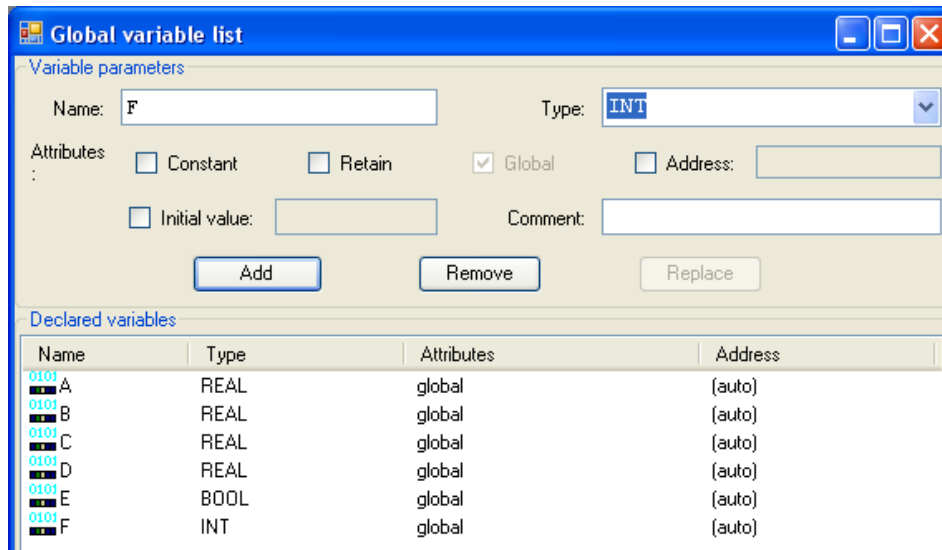 Global variable list
Variable parameters
Name: F Type: INT
Attributes : Constant Retain Global Address:
Initial value: Comment:
Add Remove Replace
Declared variables
Name Type Attributes Address
0101 A REAL global (auto)
0101 B REAL global (auto)
0101 C REAL global (auto)
0101 D REAL global (auto)
0101 E BOOL global (auto)
0101 F INT global (auto)